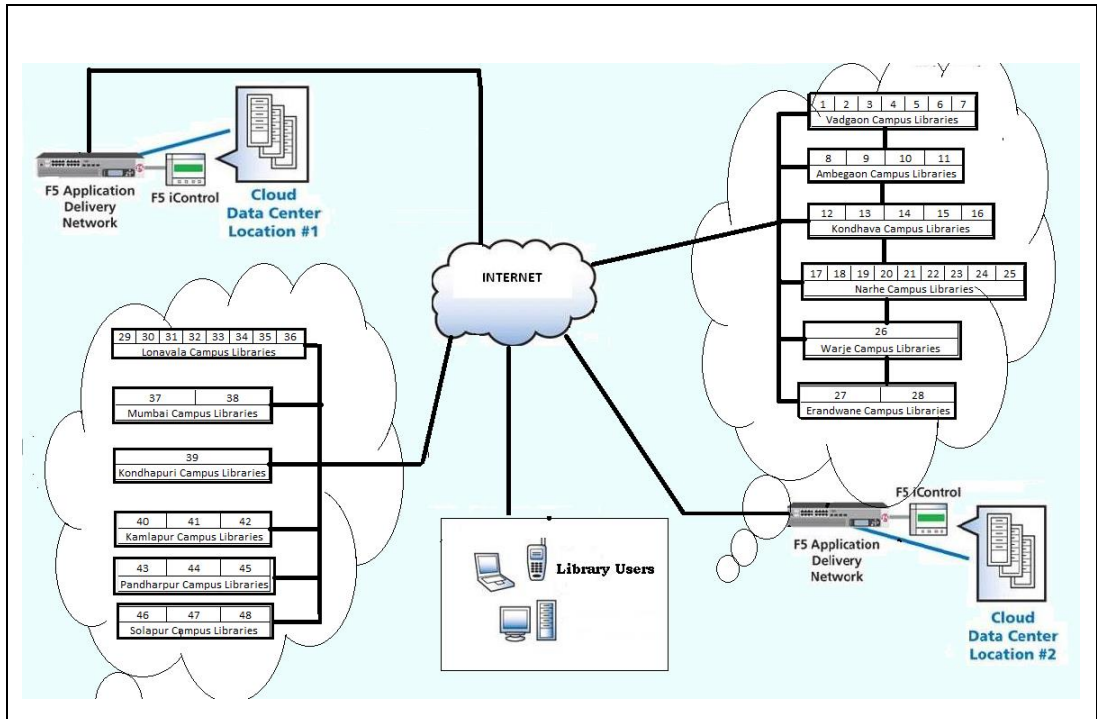 1 2 3 4 5 6 7
Vadgaon Campus Libraries
8 9 10 11
Ambegaon Campus Libraries
12 13 14 15 16
Kondhava Campus Libraries
17 18 19 20 21 22 23 24 25
Narhe Campus Libraries
26
Warje Campus Libraries
27 28
Erandwane Campus Libraries
F5 Application
Delivery
Network
F5 iControl
Cloud
Data Center
Location #1
INTERNET
29 30 31 32 33 34 35 36
Lonavala Campus Libraries
37 38
Mumbai Campus Libraries
39
Kondhapuri Campus Libraries
40 41 42
Kamlapur Campus Libraries
43 44 45
Pandharpur Campus Libraries
46 47 48
Solapur Campus Libraries
Library Users
F5 iControl
F5 Application
Delivery
Network
Cloud
Data Center
Location #2